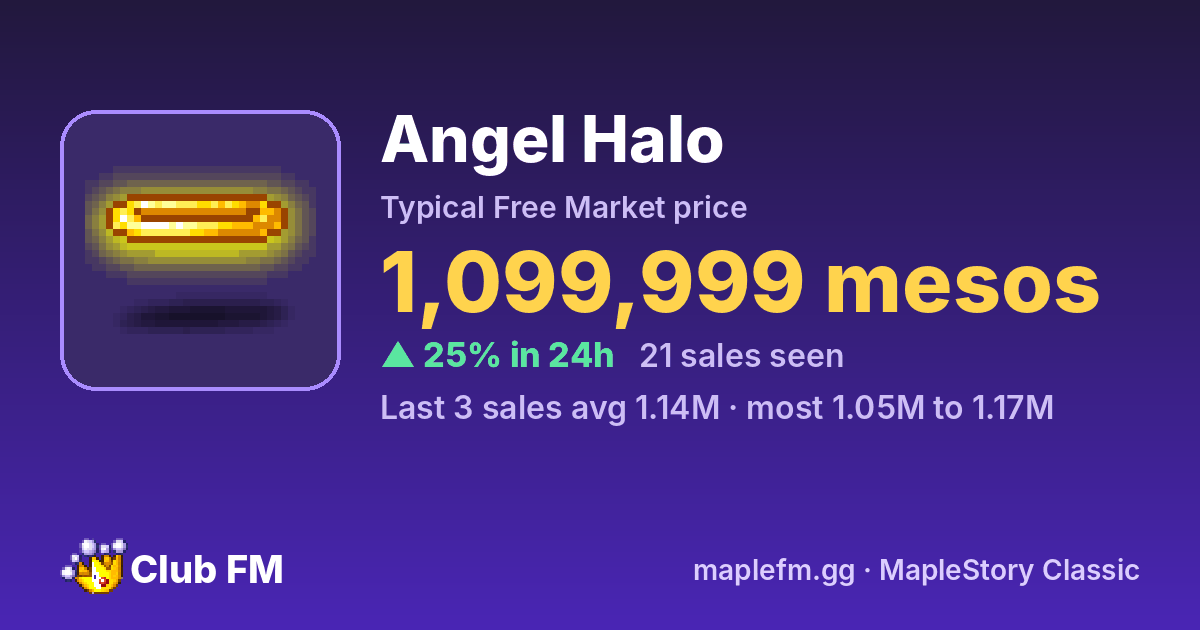 Angel Halo
Typical Free Market price
1,099,999 mesos
▲ 25% in 24h 21 sales seen
Last 3 sales avg 1.14M · most 1.05M to 1.17M
Club FM
maplefm.gg · MapleStory Classic